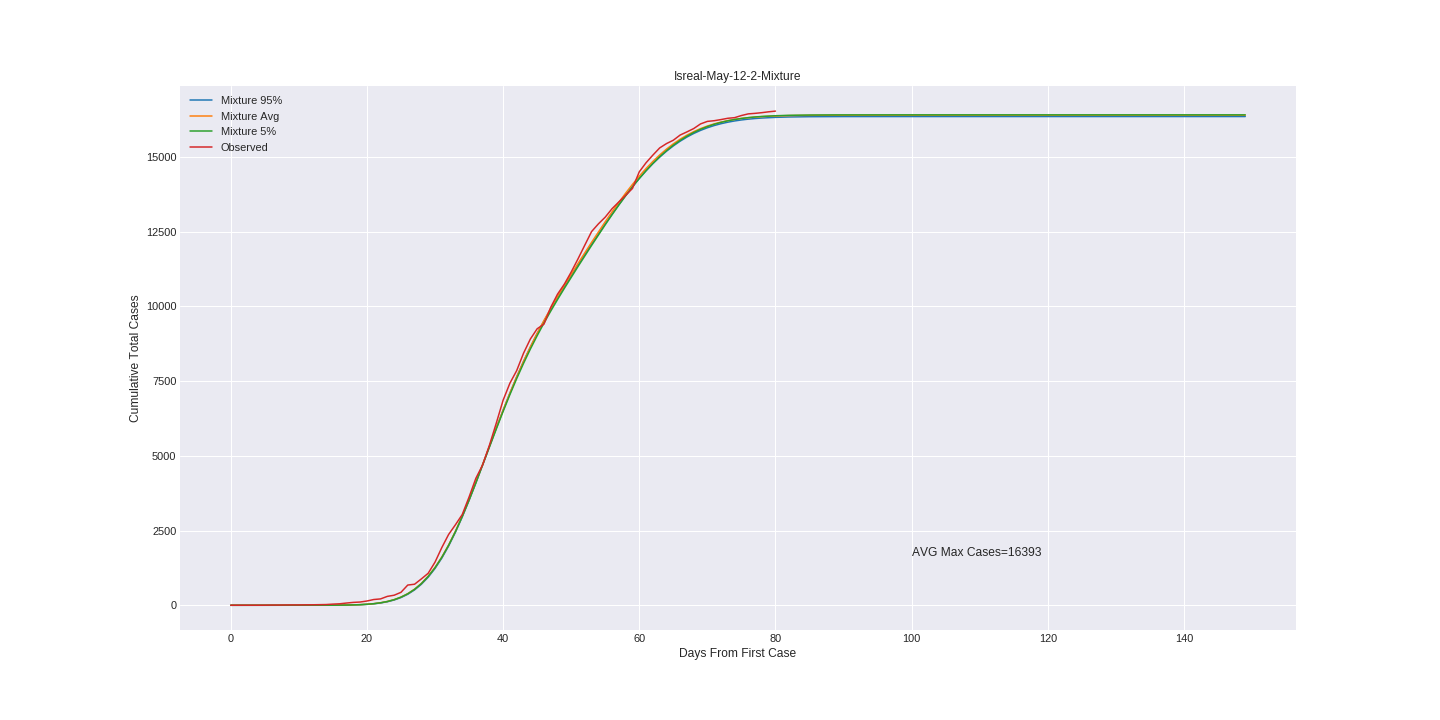 Isreal-May-12-2-Mixture
Mixture 95%
Mixture Avg
Mixture 5%
Observed
15000
12500
10000
7500
5000
2500
0
Cumulative Total Cases
AVG Max Cases=16393
0 20 40 60 80 100 120 140
Days From First Case